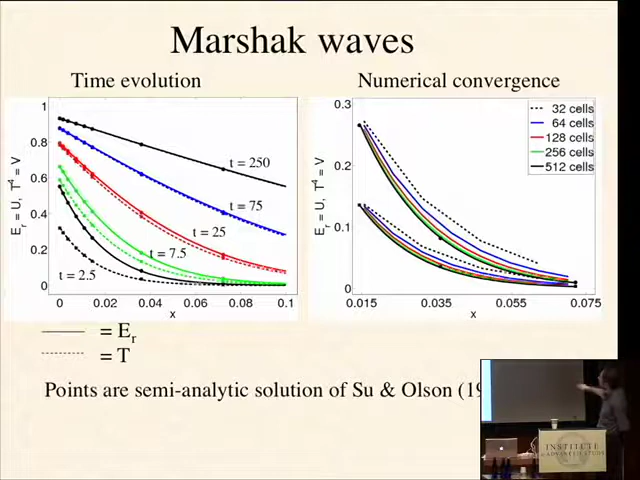 Marshak waves
Time evolution
Numerical convergence
E_r = U, T⁴ = V
1
0.8
0.6
0.4
0.2
0
t = 250
t = 75
t = 25
t = 7.5
t = 2.5
0 0.02 0.04 0.06 0.08 0.1
x
E_r = U, T⁴ = V
0.3
0.2
0.1
0
32 cells
64 cells
128 cells
256 cells
512 cells
0.015 0.035 0.055 0.075
x
= E_r
= T
Points are semi-analytic solution of Su & Olson (19
INSTITUTE
ADVANCED STUDY